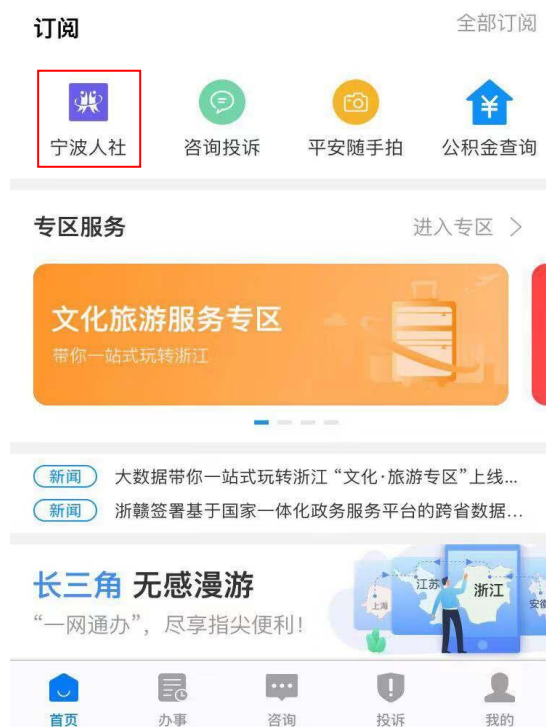 订阅 全部订阅
宁波人社 咨询投诉 平安随手拍 公积金查询
专区服务 进入专区
文化旅游服务专区
带你一站式玩转浙江
新闻 大数据带你一站式玩转浙江 “文化·旅游专区”上线...
新闻 浙赣签署基于国家一体化政务服务平台的跨省数据...
长三角 无感漫游
“一网通办”，尽享指尖便利!
上海 江苏 浙江 安徽
首页 办事 咨询 投诉 我的